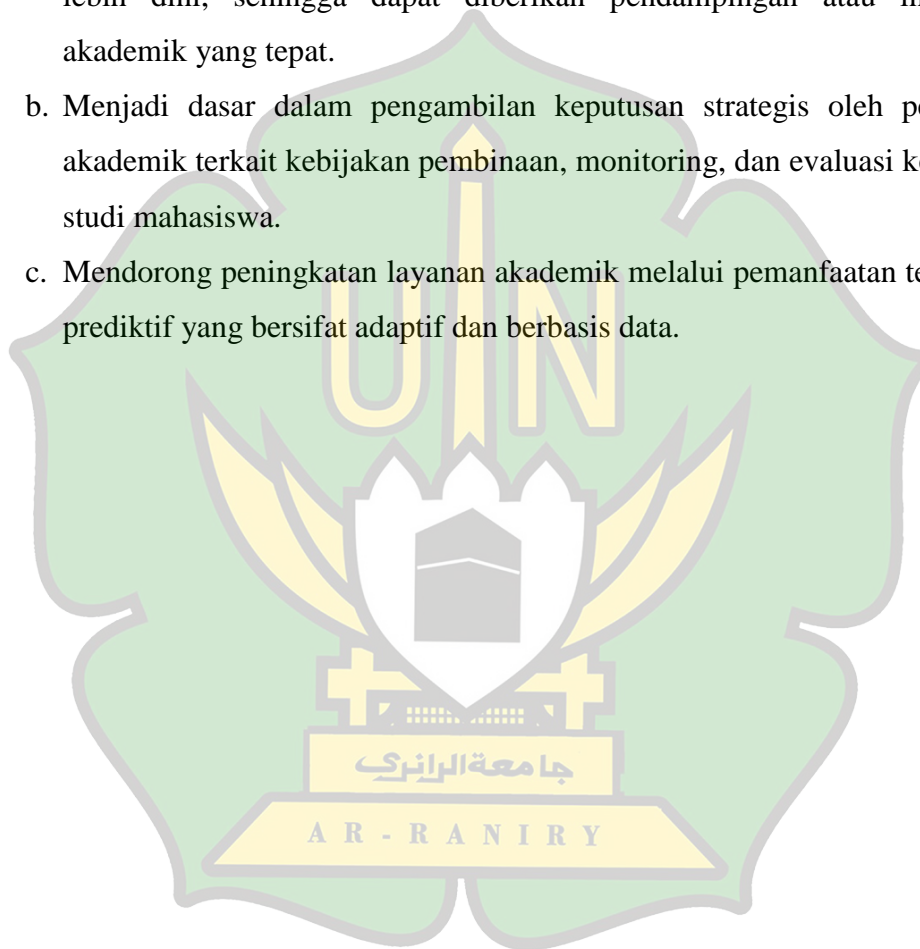 lebih dini, sehingga dapat diberikan pendampingan atau
akademik yang tepat.
b. Menjadi dasar dalam pengambilan keputusan strategis oleh
akademik terkait kebijakan pembinaan, monitoring, dan evaluasi
studi mahasiswa.
c. Mendorong peningkatan layanan akademik melalui pemanfaatan
prediktif yang bersifat adaptif dan berbasis data.
UIN
جامعة الرانري
AR - RANIRY